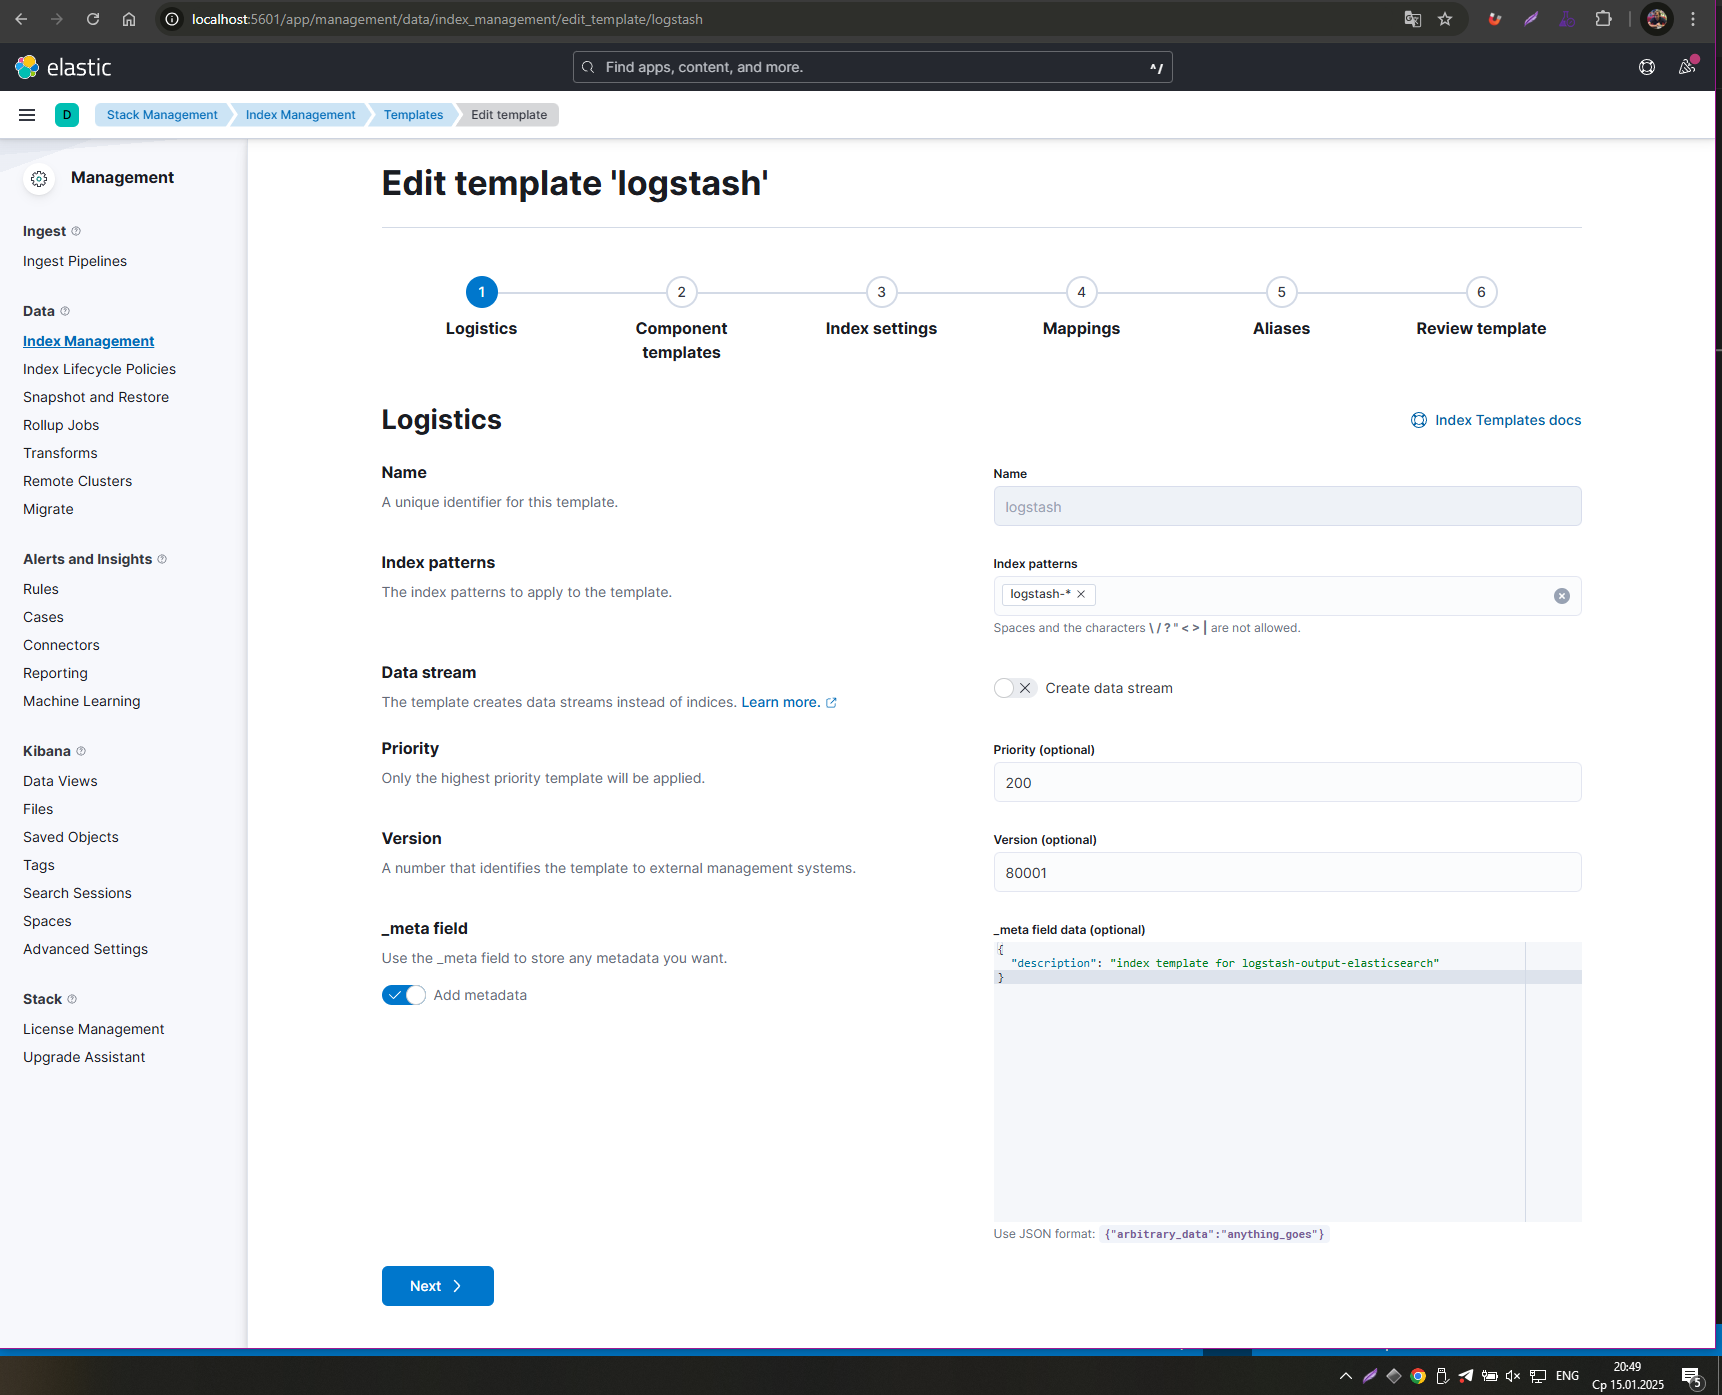 localhost:5601/app/management/data/index_management/edit_template/logstash
elastic
Find apps, content, and more.
^/
D
Stack Management
Index Management
Templates
Edit template
Management
Ingest
Ingest Pipelines
Data
Index Management
Index Lifecycle Policies
Snapshot and Restore
Rollup Jobs
Transforms
Remote Clusters
Migrate
Alerts and Insights
Rules
Cases
Connectors
Reporting
Machine Learning
Kibana
Data Views
Files
Saved Objects
Tags
Search Sessions
Spaces
Advanced Settings
Stack
License Management
Upgrade Assistant
Edit template 'logstash'
1
Logistics
2
Component
templates
3
Index settings
4
Mappings
5
Aliases
6
Review template
Logistics
Index Templates docs
Name
A unique identifier for this template.
Name
logstash
Index patterns
The index patterns to apply to the template.
Index patterns
logstash-*
Spaces and the characters \ / ? " < > | are not allowed.
Data stream
The template creates data streams instead of indices. Learn more.
Create data stream
Priority
Only the highest priority template will be applied.
Priority (optional)
200
Version
A number that identifies the template to external management systems.
Version (optional)
80001
_meta field
Use the _meta field to store any metadata you want.
Add metadata
_meta field data (optional)
{
"description": "index template for logstash-output-elasticsearch"
}
Use JSON format: {"arbitrary_data":"anything_goes"}
Next
ENG
20:49
Ср 15.01.2025
5